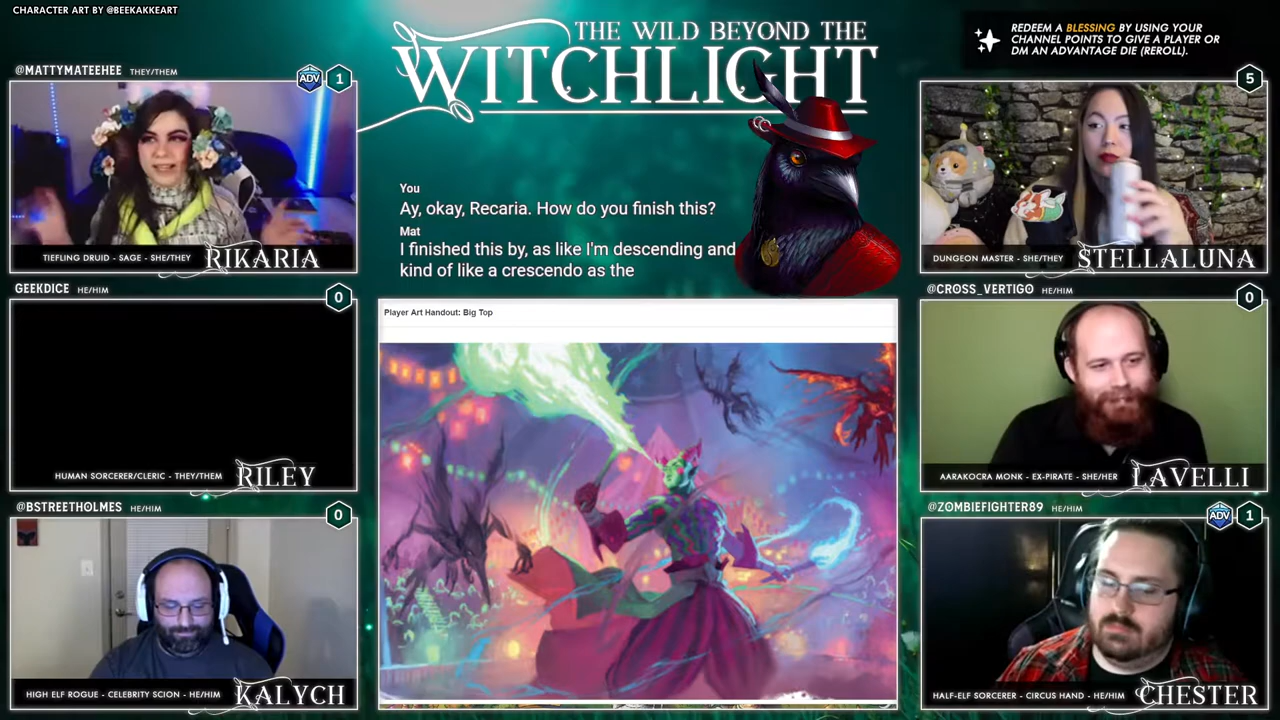 CHARACTER ART BY @BEEKAKKEART
THE WILD BEYOND THE
WITCHLIGHT
REDEEM A BLESSING BY USING YOUR
CHANNEL POINTS TO GIVE A PLAYER OR
DM AN ADVANTAGE DIE (REROLL).
@MATTYMATEEHEE THEY/THEM
ADV 1
TIEFLING DRUID - SAGE - SHE/THEY RIKARIA
5
DUNGEON MASTER - SHE/THEY STELLALUNA
You
Ay, okay, Recaria. How do you finish this?
Mat
I finished this by, as like I'm descending and
kind of like a crescendo as the
GEEKDICE HE/HIM
0
HUMAN SORCERER/CLERIC - THEY/THEM RILEY
Player Art Handout: Big Top
@CROSS_VERTIGO HE/HIM
0
AARAKOCRA MONK - EX-PIRATE - SHE/HER LAVELLI
@BSTREETHOLMES HE/HIM
0
HIGH ELF ROGUE - CELEBRITY SCION - HE/HIM KALYCH
@ZOMBIEFIGHTER89 HE/HIM
ADV 1
HALF-ELF SORCERER - CIRCUS HAND - HE/HIM CHESTER